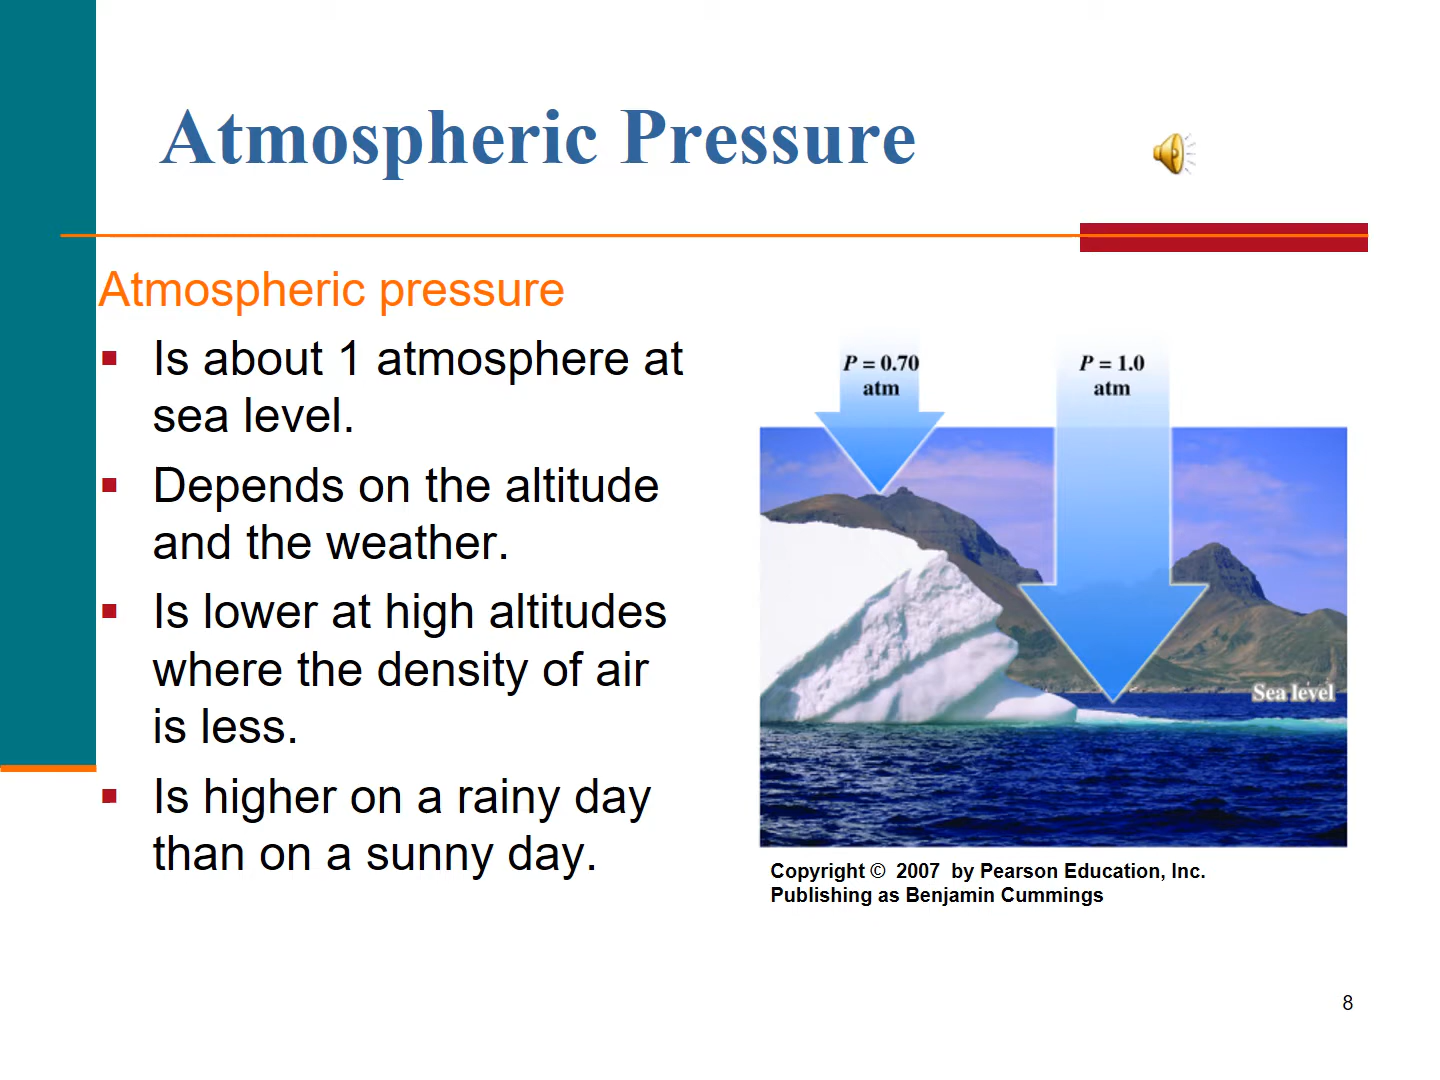 Atmospheric Pressure
Atmospheric pressure
Is about 1 atmosphere at
sea level.
Depends on the altitude
and the weather.
Is lower at high altitudes
where the density of air
is less.
Is higher on a rainy day
than on a sunny day.
P = 0.70
atm
P = 1.0
atm
Sea level
Copyright © 2007 by Pearson Education, Inc.
Publishing as Benjamin Cummings
8